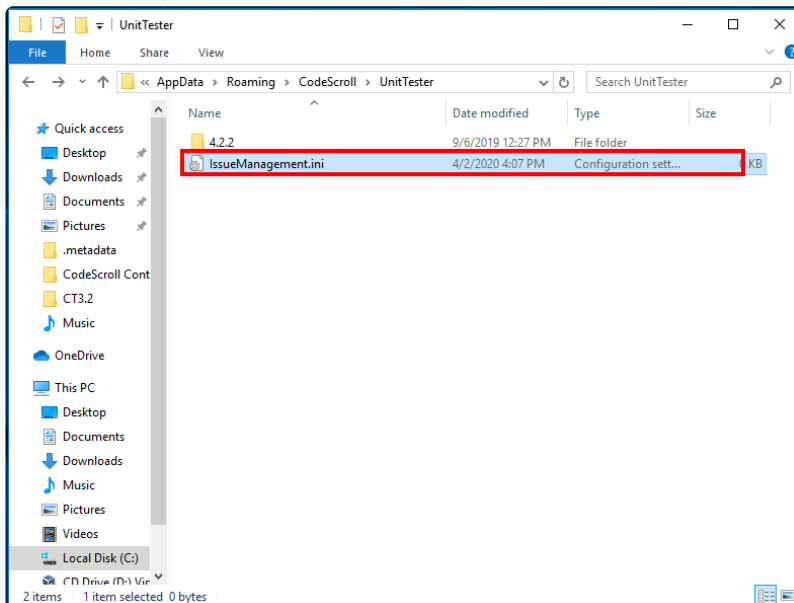 UnitTester
File Home Share View
« AppData > Roaming > CodeScroll > UnitTester Search UnitTester
Name Date modified Type Size
Quick access
4.2.2 9/6/2019 12:27 PM File folder
Desktop
IssueManagement.ini 4/2/2020 4:07 PM Configuration sett... KB
Downloads
Documents
Pictures
.metadata
CodeScroll Cont
CT3.2
Music
OneDrive
This PC
Desktop
Documents
Downloads
Music
Pictures
Videos
Local Disk (C:)
CD Drive (D:) Vir
2 items 1 item selected 0 bytes